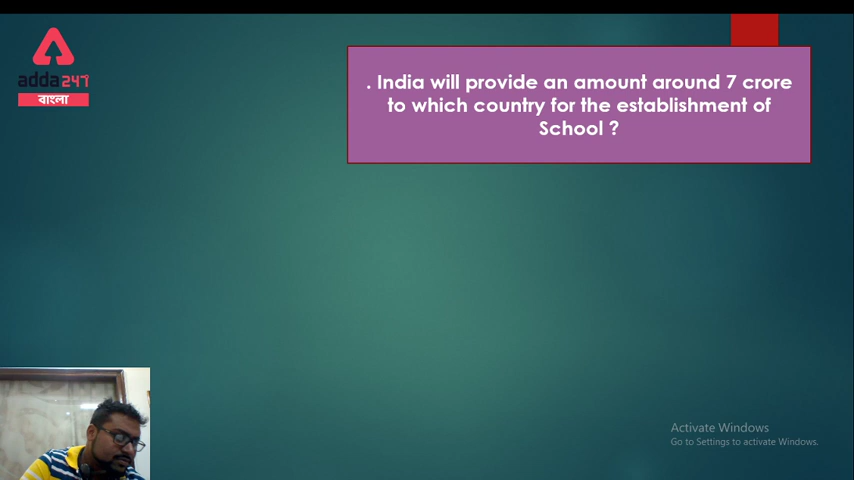 adda247
বাংলা
. India will provide an amount around 7 crore
to which country for the establishment of
School ?
Activate Windows
Go to Settings to activate Windows.